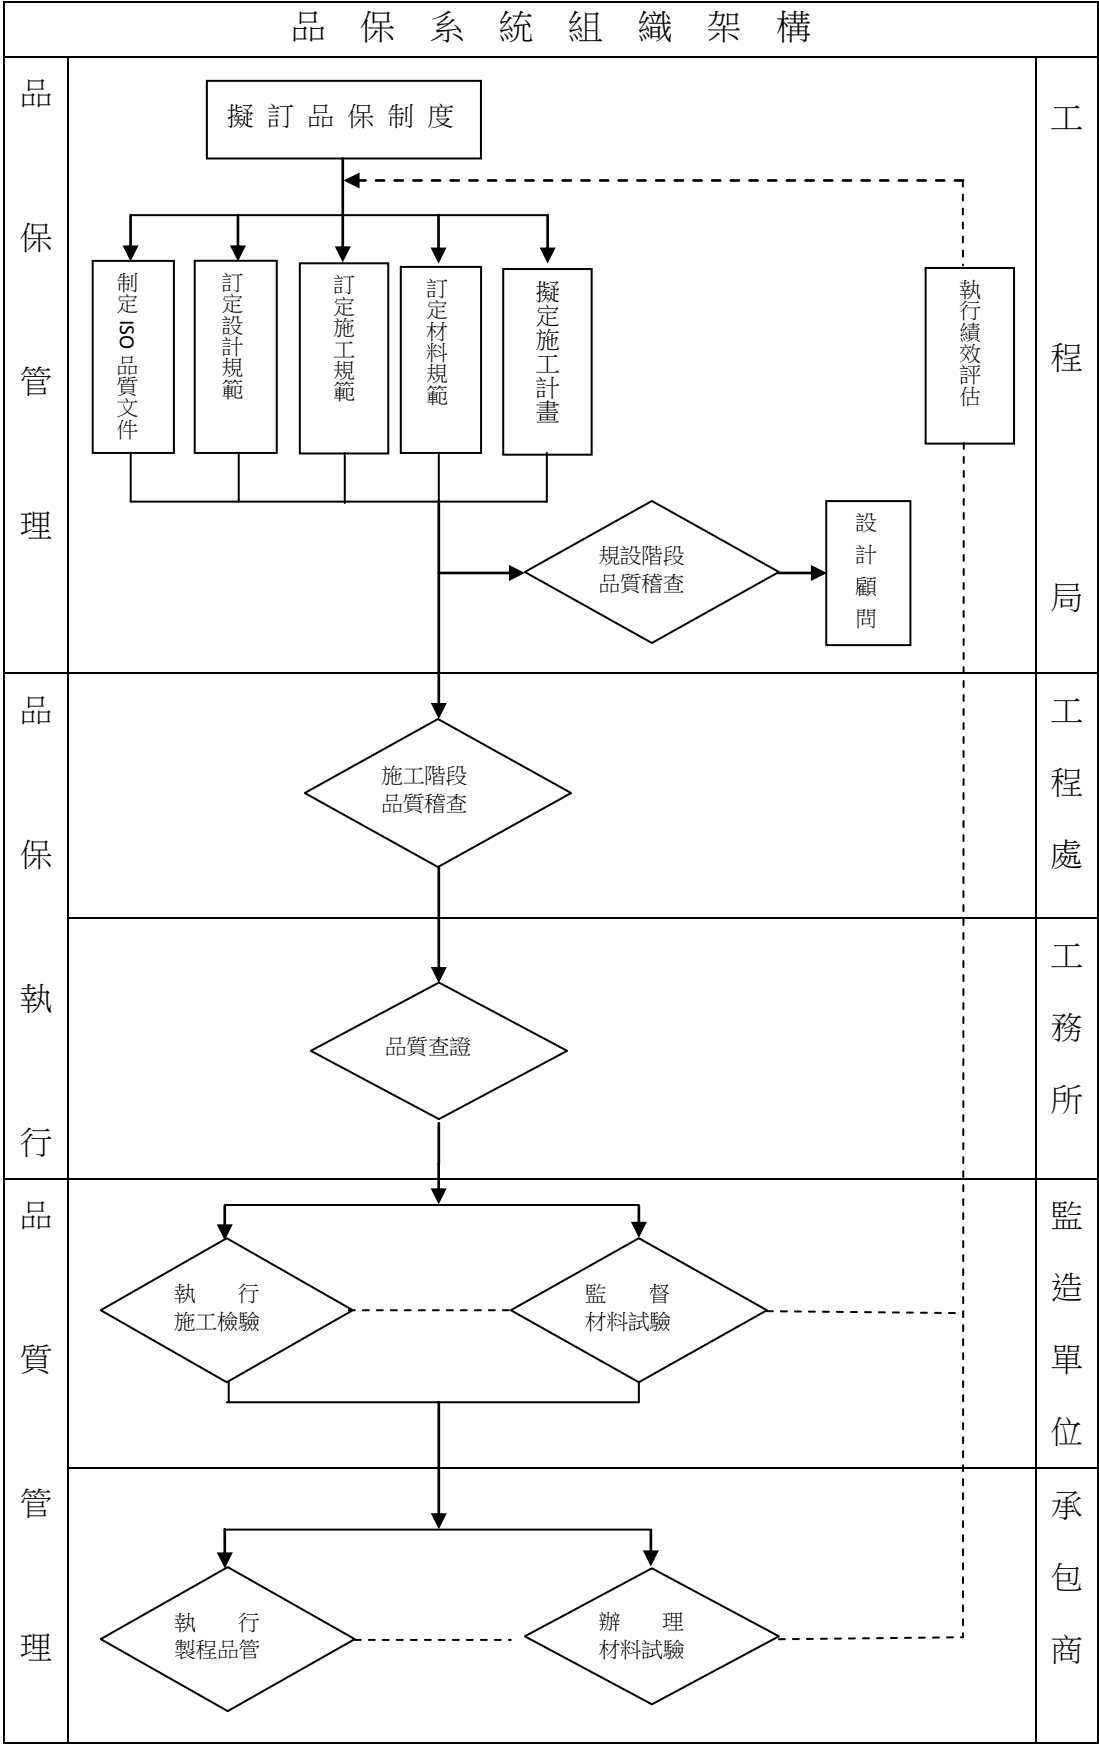 品保系統組織架構
品保管理
工程局
擬訂品保制度
制定ISO品質文件
訂定設計規範
訂定施工規範
訂定材料規範
擬定施工計畫
執行績效評估
規設階段
品質稽查
設計顧問
品保執行
工程處
施工階段
品質稽查
工務所
品質查證
品質管理
監造單位
執行
施工檢驗
監督
材料試驗
承包商
執行
製程品管
辦理
材料試驗